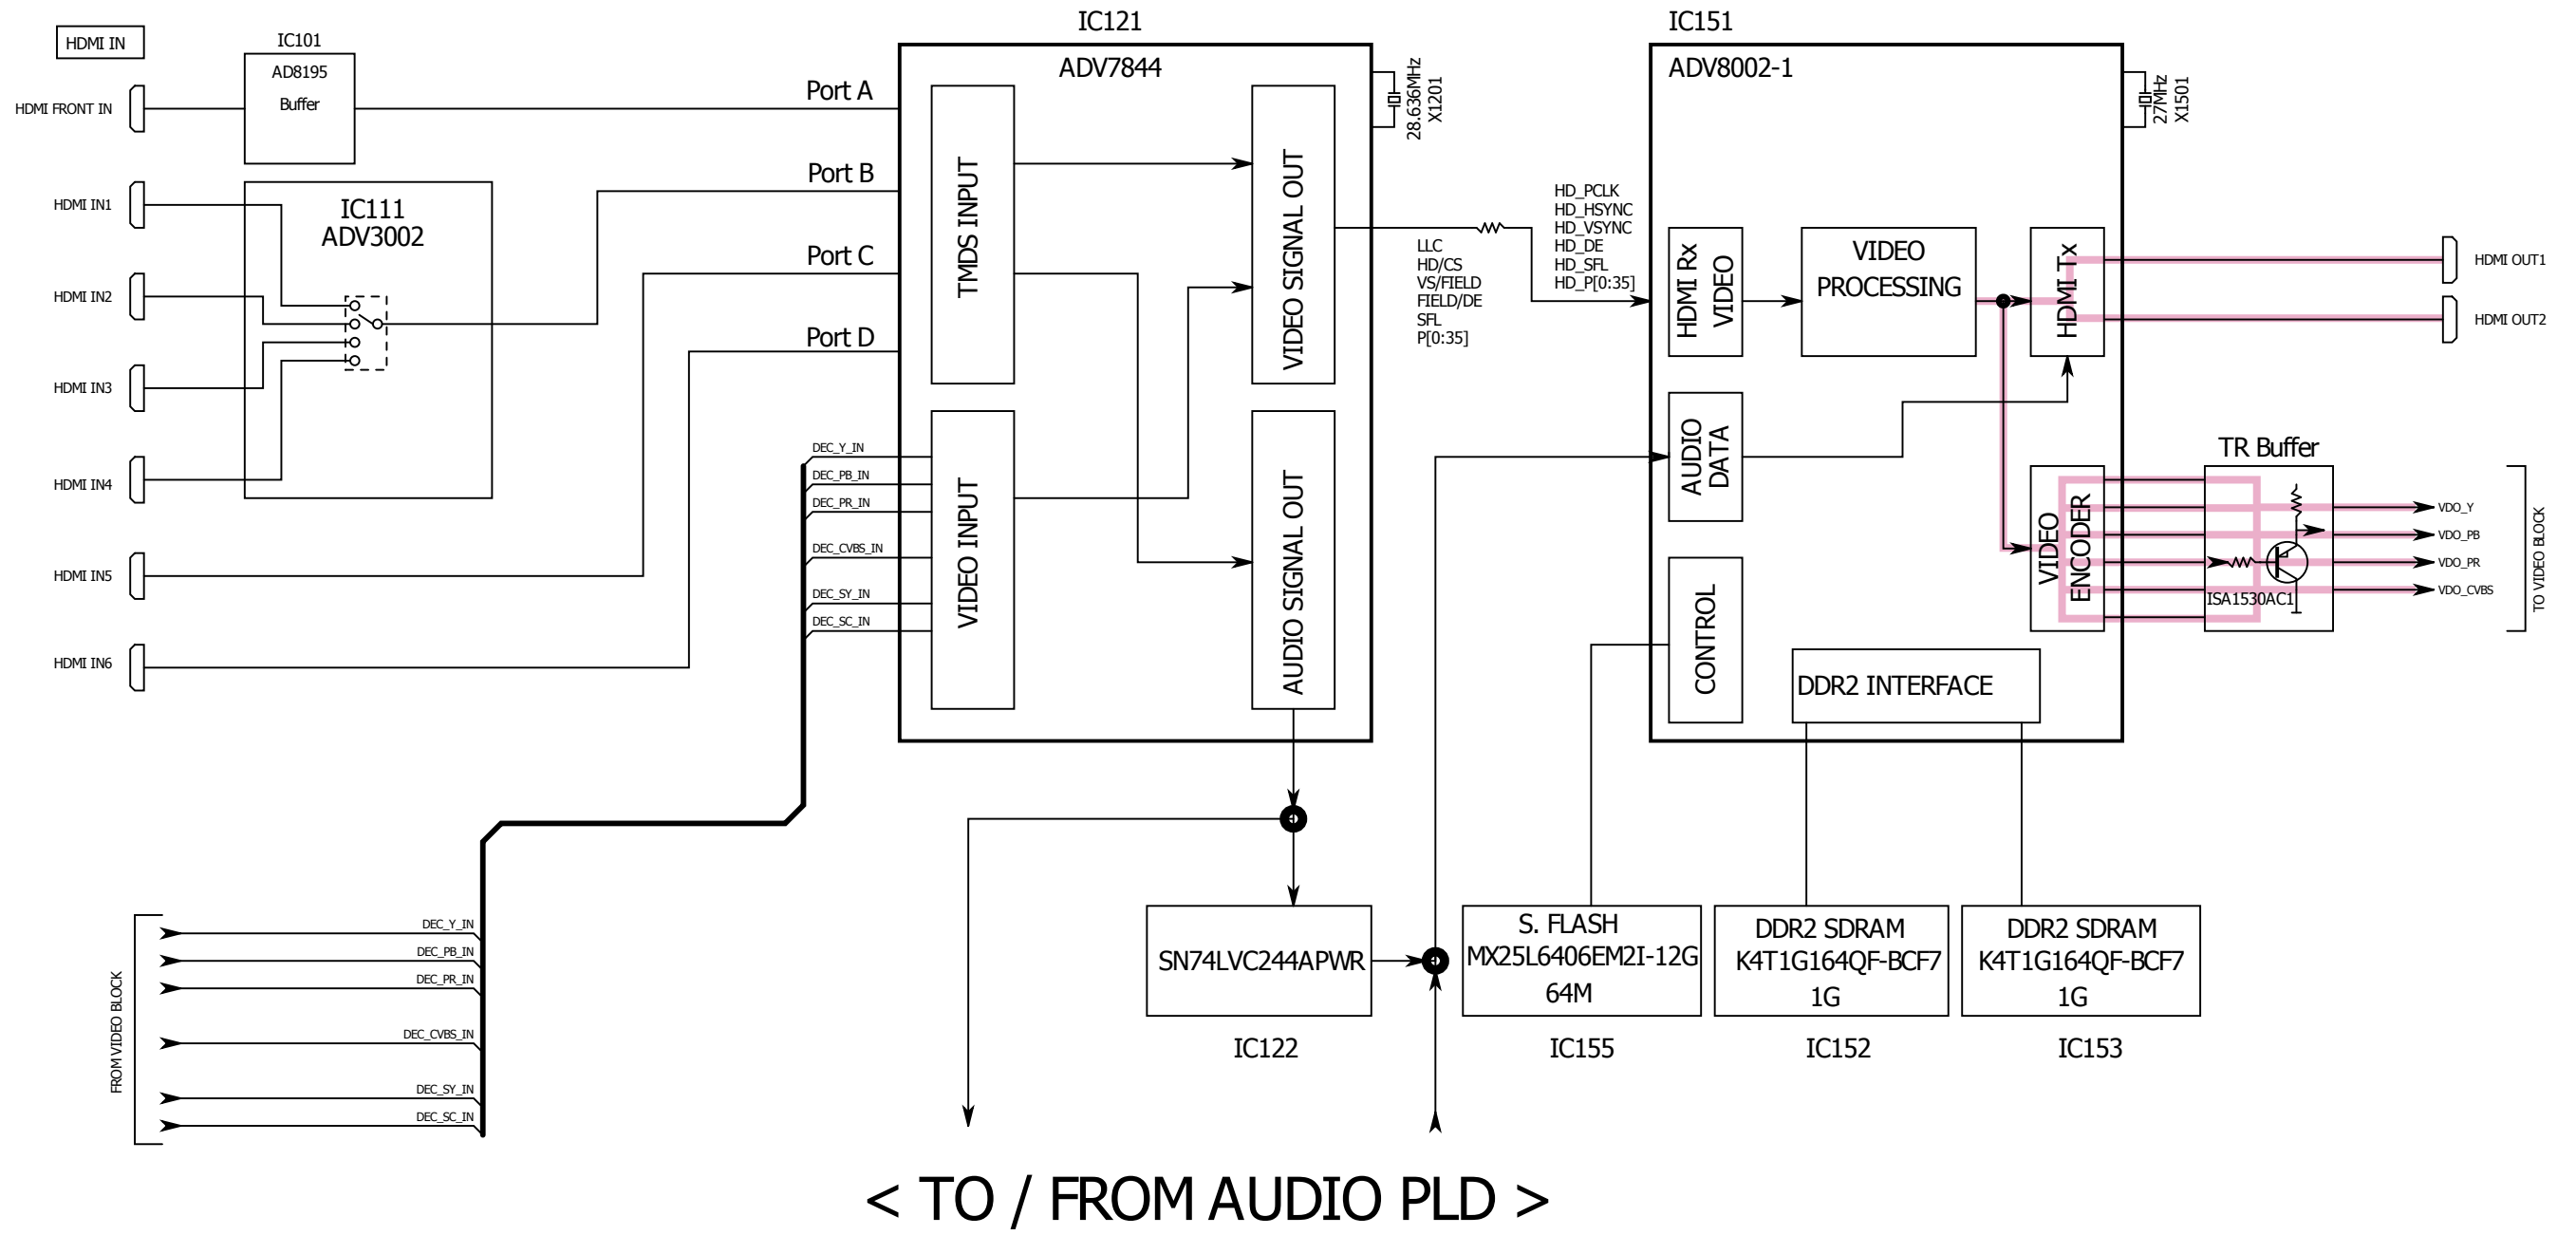 HDMI IN
HDMI FRONT IN
HDMI IN1
HDMI IN2
HDMI IN3
HDMI IN4
HDMI IN5
HDMI IN6
IC101
AD8195
Buffer
IC111
ADV3002
Port A
Port B
Port C
Port D
DEC_Y_IN
DEC_PB_IN
DEC_PR_IN
DEC_CVBS_IN
DEC_SY_IN
DEC_SC_IN
IC121
ADV7844
TMDS INPUT
VIDEO SIGNAL OUT
VIDEO INPUT
AUDIO SIGNAL OUT
28.636MHz
X1201
LLC
HD/CS
VS/FIELD
FIELD/DE
SFL
P[0:35]
HD_PCLK
HD_HSYNC
HD_VSYNC
HD_DE
HD_SFL
HD_P[0:35]
IC151
ADV8002-1
HDMI Rx
VIDEO
VIDEO
PROCESSING
HDMI Tx
AUDIO
DATA
CONTROL
VIDEO
ENCODER
DDR2 INTERFACE
27MHz
X1501
HDMI OUT1
HDMI OUT2
TR Buffer
ISA1530AC1
VDO_Y
VDO_PB
VDO_PR
VDO_CVBS
TO VIDEO BLOCK
FROM VIDEO BLOCK
DEC_Y_IN
DEC_PB_IN
DEC_PR_IN
DEC_CVBS_IN
DEC_SY_IN
DEC_SC_IN
SN74LVC244APWR
IC122
S. FLASH
MX25L6406EM2I-12G
64M
IC155
DDR2 SDRAM
K4T1G164QF-BCF7
1G
IC152
DDR2 SDRAM
K4T1G164QF-BCF7
1G
IC153
< TO / FROM AUDIO PLD >